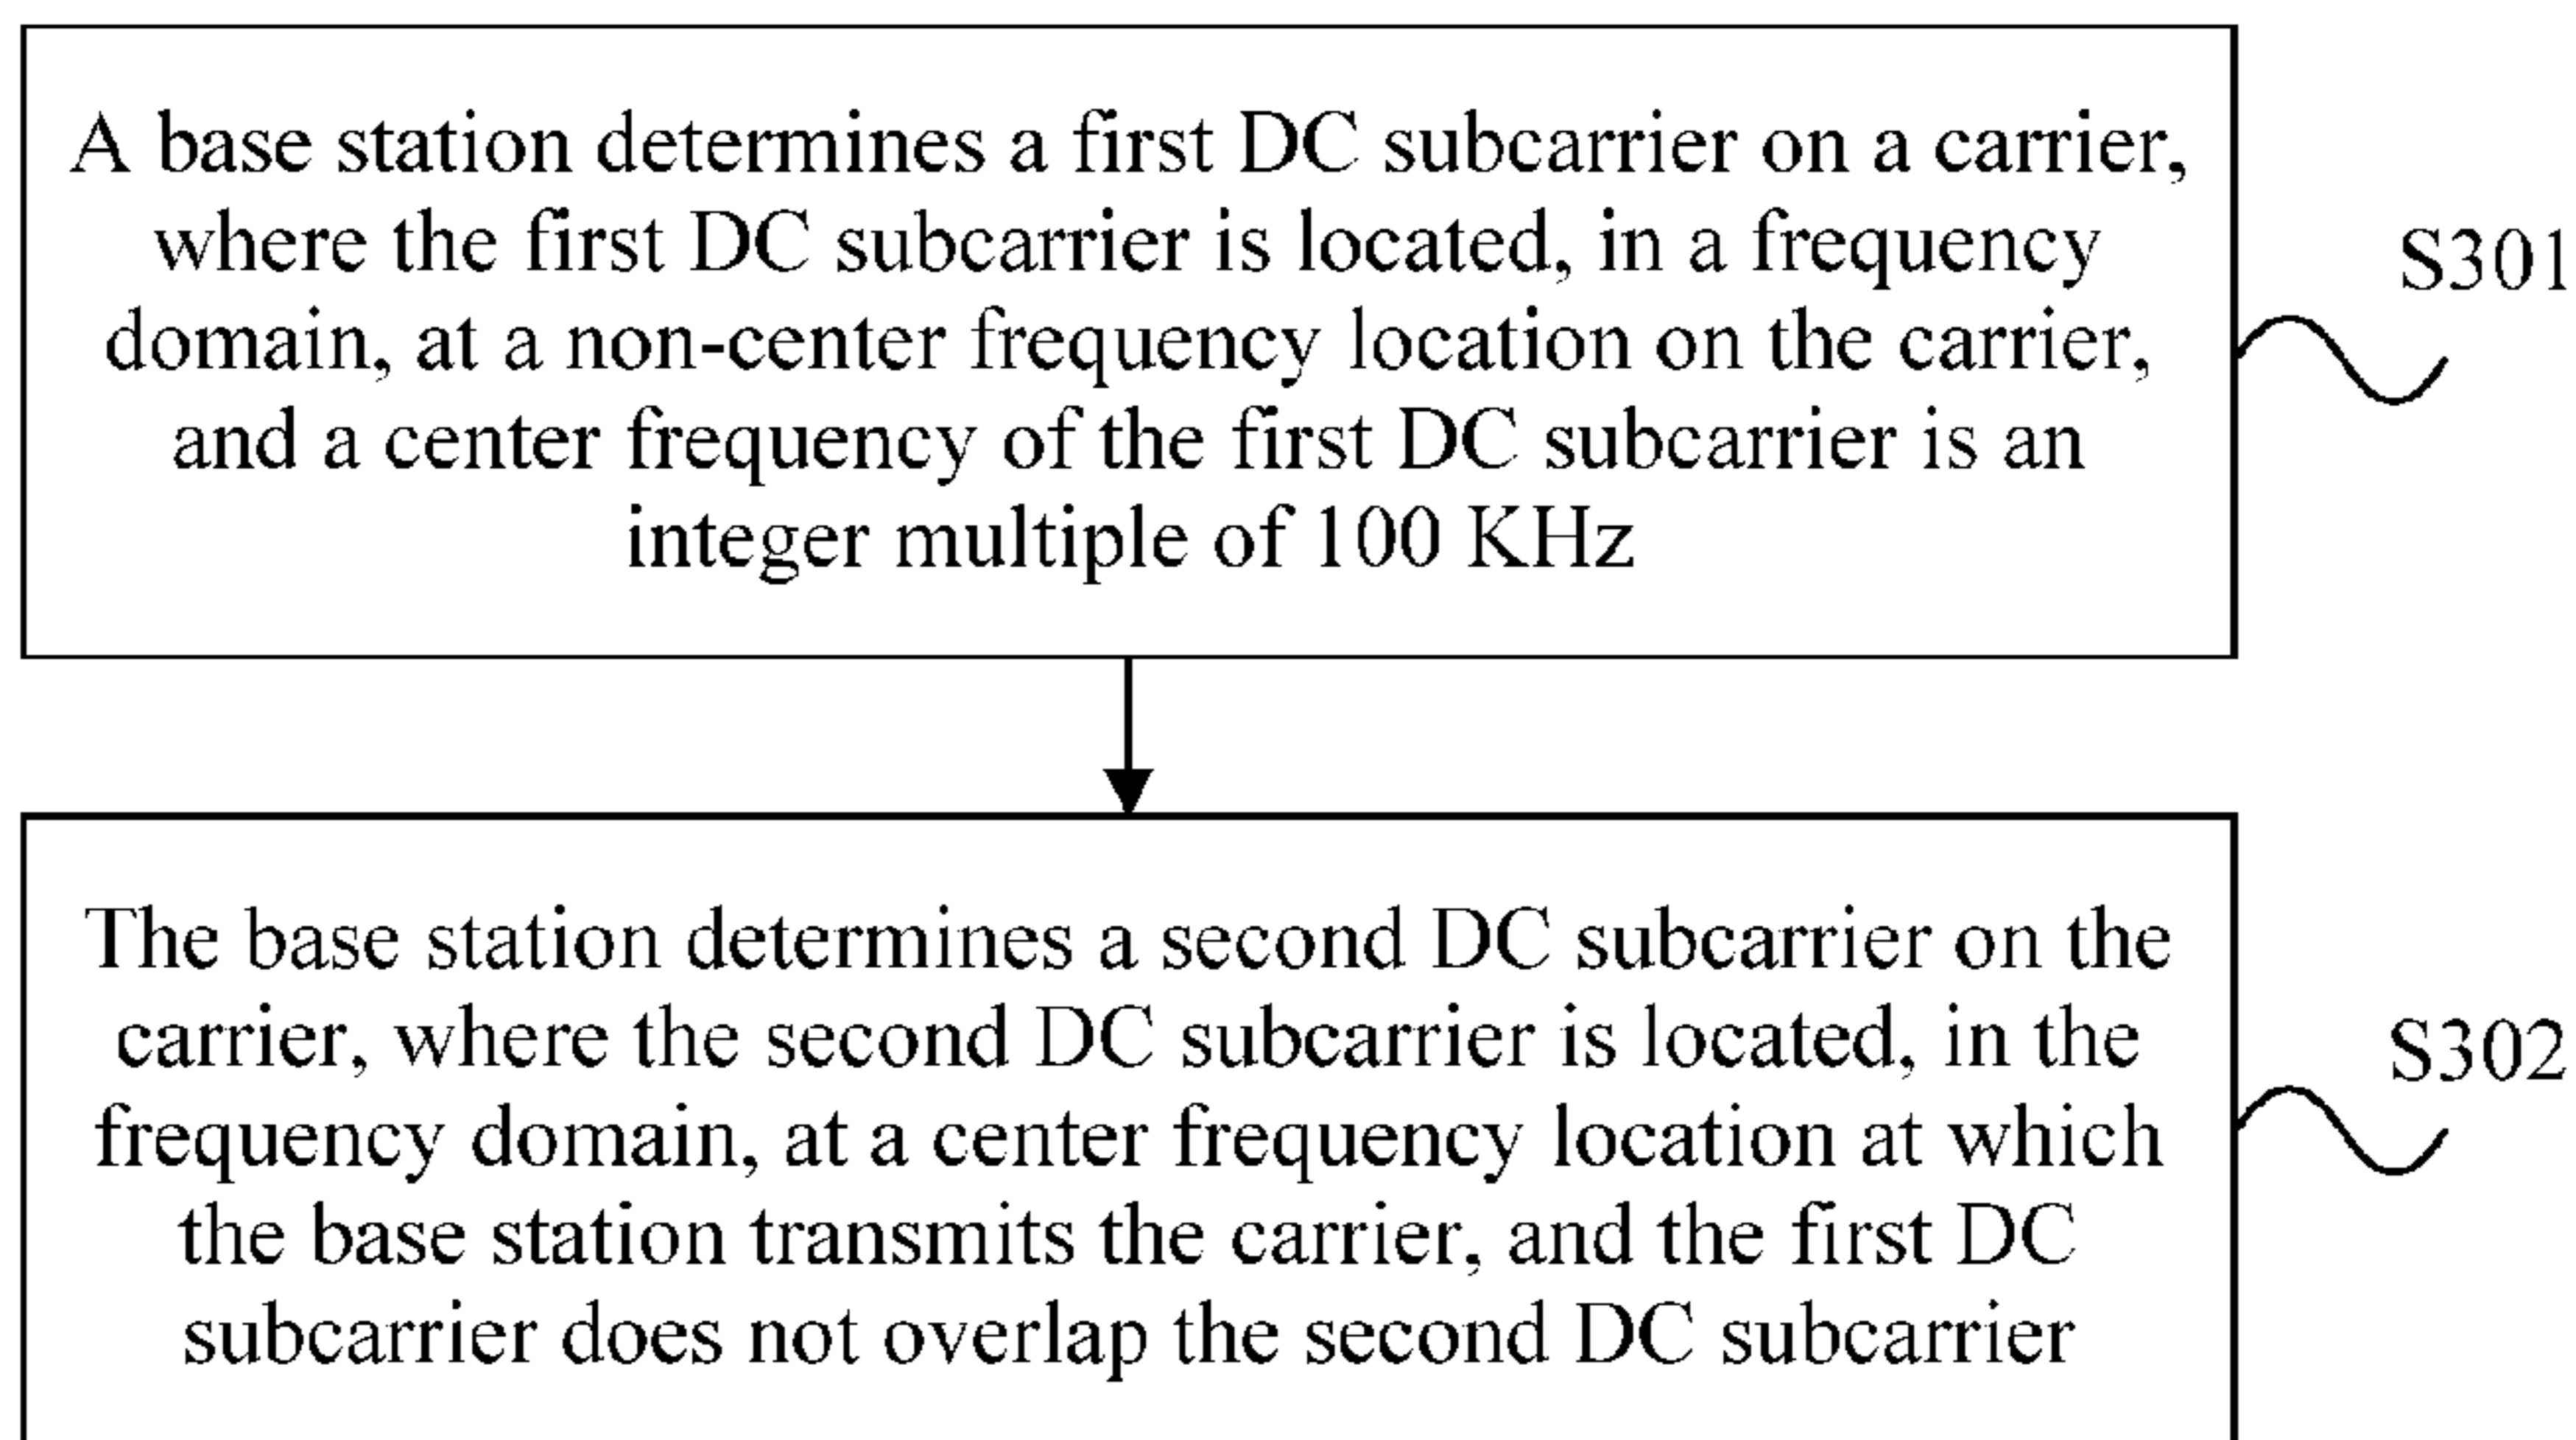 A base station determines a first DC subcarrier on a carrier,
where the first DC subcarrier is located, in a frequency
domain, at a non-center frequency location on the carrier,
and a center frequency of the first DC subcarrier is an
integer multiple of 100 KHz
S301
The base station determines a second DC subcarrier on the
carrier, where the second DC subcarrier is located, in the
frequency domain, at a center frequency location at which
the base station transmits the carrier, and the first DC
subcarrier does not overlap the second DC subcarrier
S302